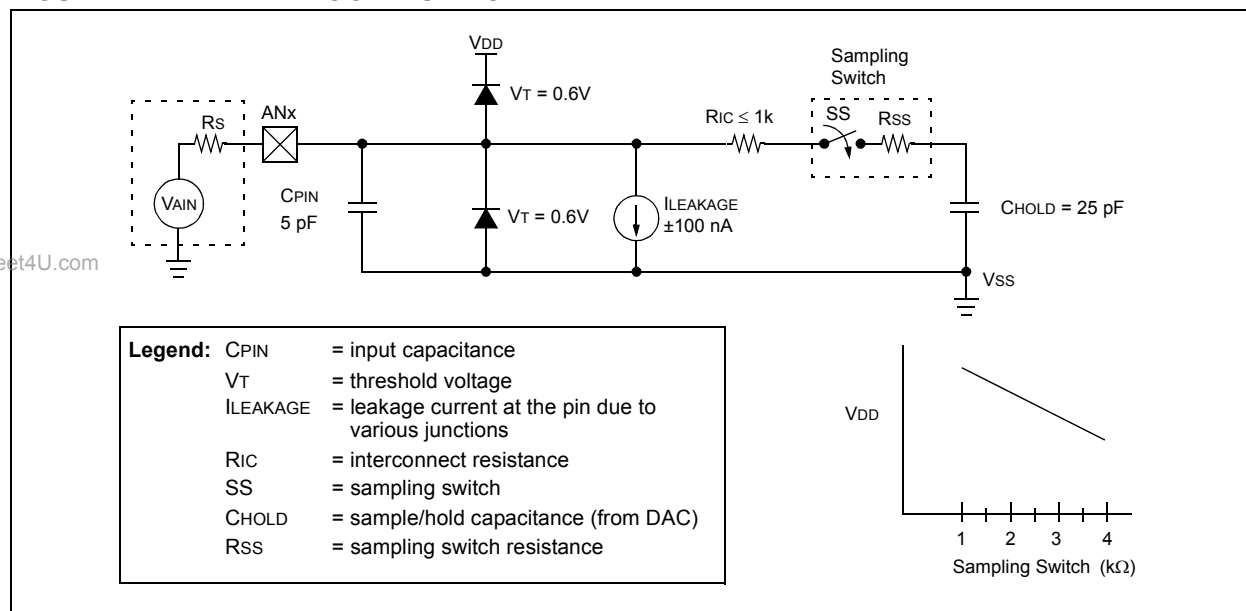 VDD
Sampling
Switch
VT = 0.6V
ANx
RIC ≤ 1k
SS
RSS
RS
VAIN
CPIN
5 pF
VT = 0.6V
ILEAKAGE
±100 nA
CHOLD = 25 pF
eet4U.com
VSS
Legend: CPIN = input capacitance
VT = threshold voltage
ILEAKAGE = leakage current at the pin due to
various junctions
RIC = interconnect resistance
SS = sampling switch
CHOLD = sample/hold capacitance (from DAC)
RSS = sampling switch resistance
VDD
1 2 3 4
Sampling Switch (kΩ)